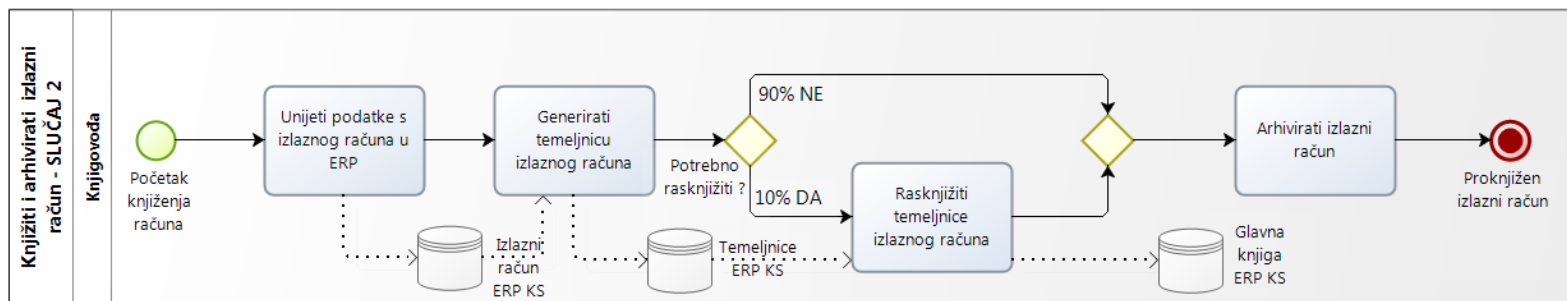 Knjižiti i arhivirati izlazni
račun - SLUČAJ 2
Knjigovođa
Početak
knjiženja
računa
Unijeti podatke s
izlaznog računa u
ERP
Izlazni
račun
ERP KS
Generirati
temeljnicu
izlaznog računa
Temeljnice
ERP KS
Potrebno
rasknjižiti ?
90% NE
10% DA
Rasknjižiti
temeljnice
izlaznog računa
Glavna
knjiga
ERP KS
Arhivirati izlazni
račun
Proknjižen
izlazni račun